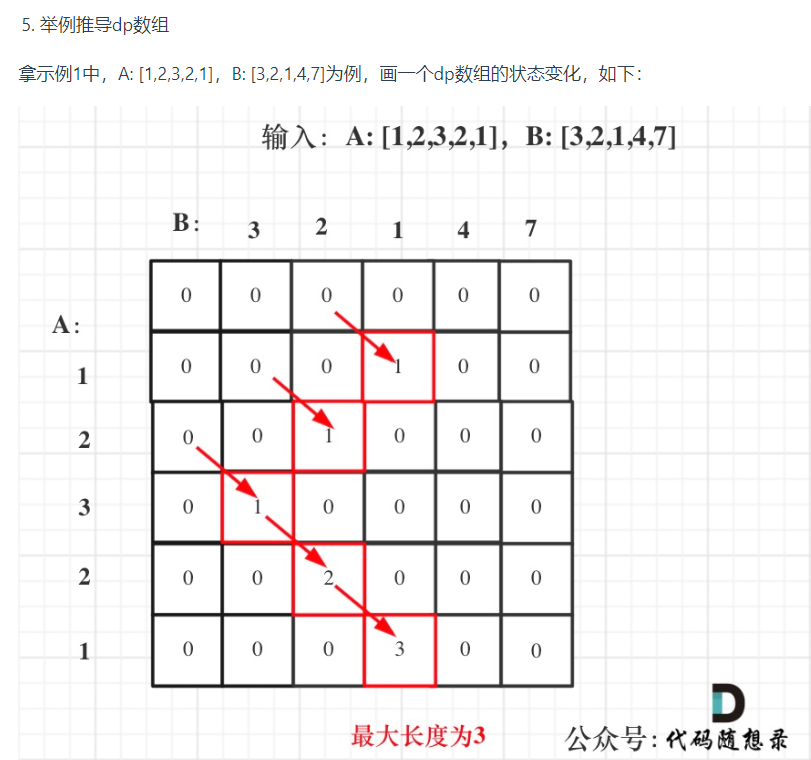 5. 举例推导dp数组
拿示例1中，A: [1,2,3,2,1]，B: [3,2,1,4,7]为例，画一个dp数组的状态变化，如下：
输入：A: [1,2,3,2,1]，B: [3,2,1,4,7]
B: 3 2 1 4 7
0 0 0 0 0 0
A:
1 0 0 0 1 0 0
2 0 0 1 0 0 0
3 0 1 0 0 0 0
2 0 0 2 0 0 0
1 0 0 0 3 0 0
最大长度为3
公众号：代码随想录